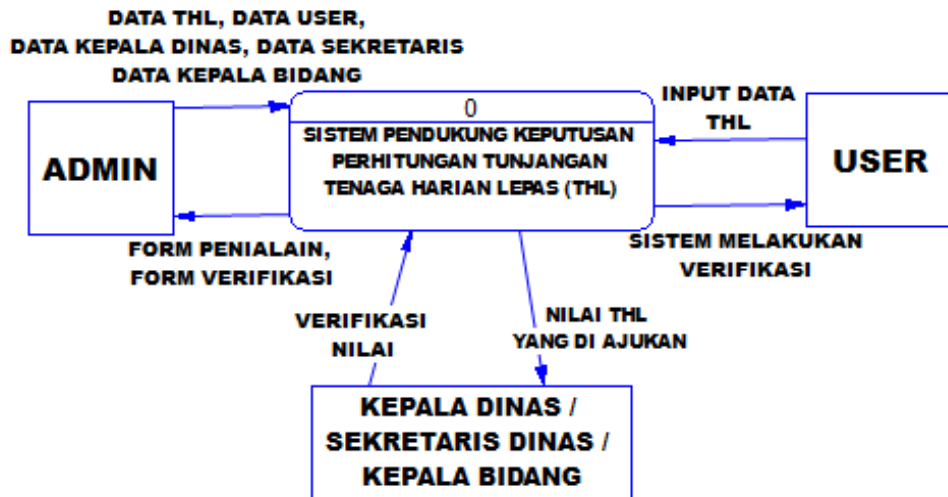 DATA THL, DATA USER,
DATA KEPALA DINAS, DATA SEKRETARIS
DATA KEPALA BIDANG
ADMIN
0
SISTEM PENDUKUNG KEPUTUSAN
PERHITUNGAN TUNJANGAN
TENAGA HARIAN LEPAS (THL)
INPUT DATA
THL
USER
FORM PENIALAIN,
FORM VERIFIKASI
SISTEM MELAKUKAN
VERIFIKASI
VERIFIKASI
NILAI
NILAI THL
YANG DI AJUKAN
KEPALA DINAS /
SEKRETARIS DINAS /
KEPALA BIDANG